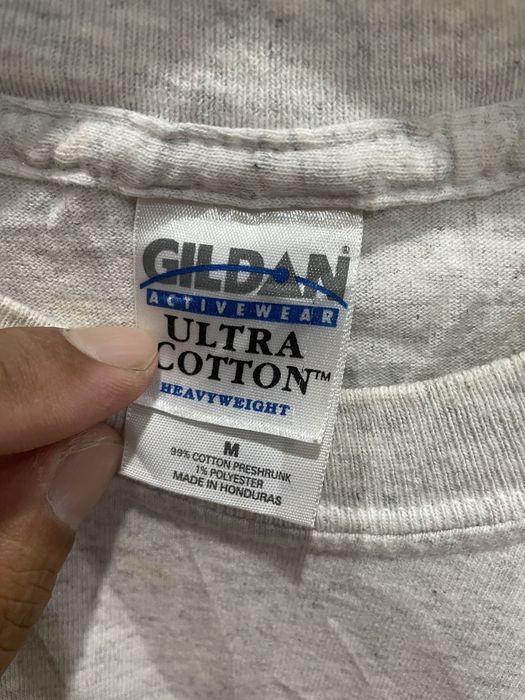 GILDAN®
ACTIVEWEAR
ULTRA
COTTON™
HEAVYWEIGHT
M
99% COTTON PRESHRUNK
1% POLYESTER
MADE IN HONDURAS